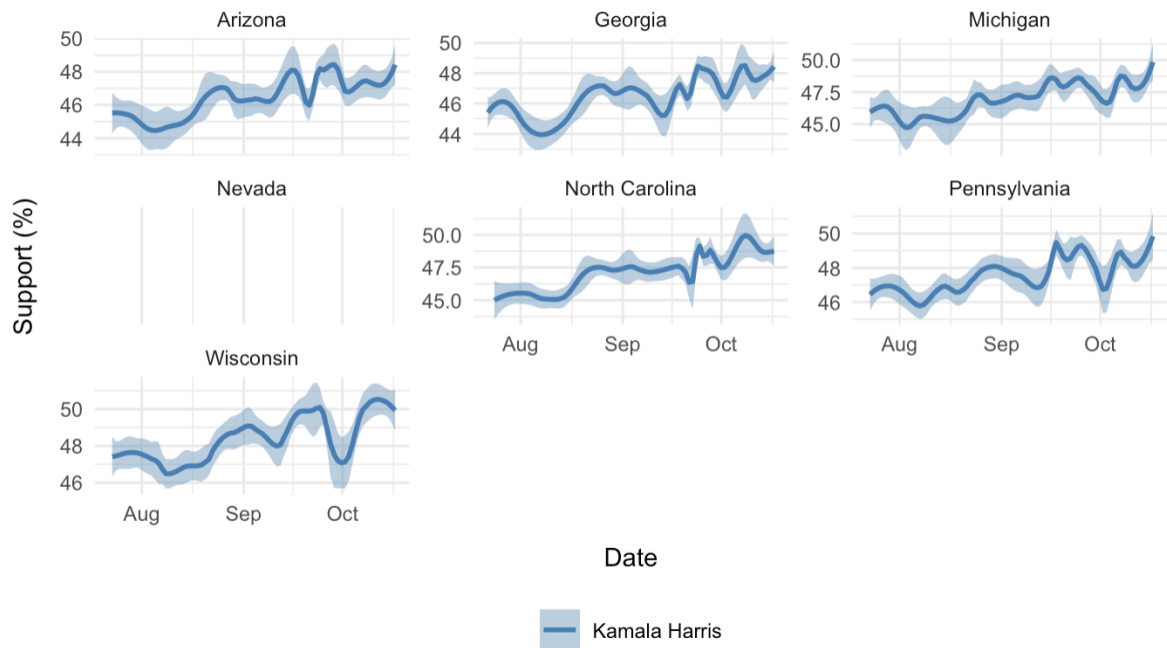 Arizona
Georgia
Michigan
50
48
46
44
50
48
46
44
50.0
47.5
45.0
Nevada
North Carolina
Pennsylvania
Support (%)
50.0
47.5
45.0
50
48
46
Aug Sep Oct
Aug Sep Oct
Wisconsin
50
48
46
Aug Sep Oct
Date
Kamala Harris